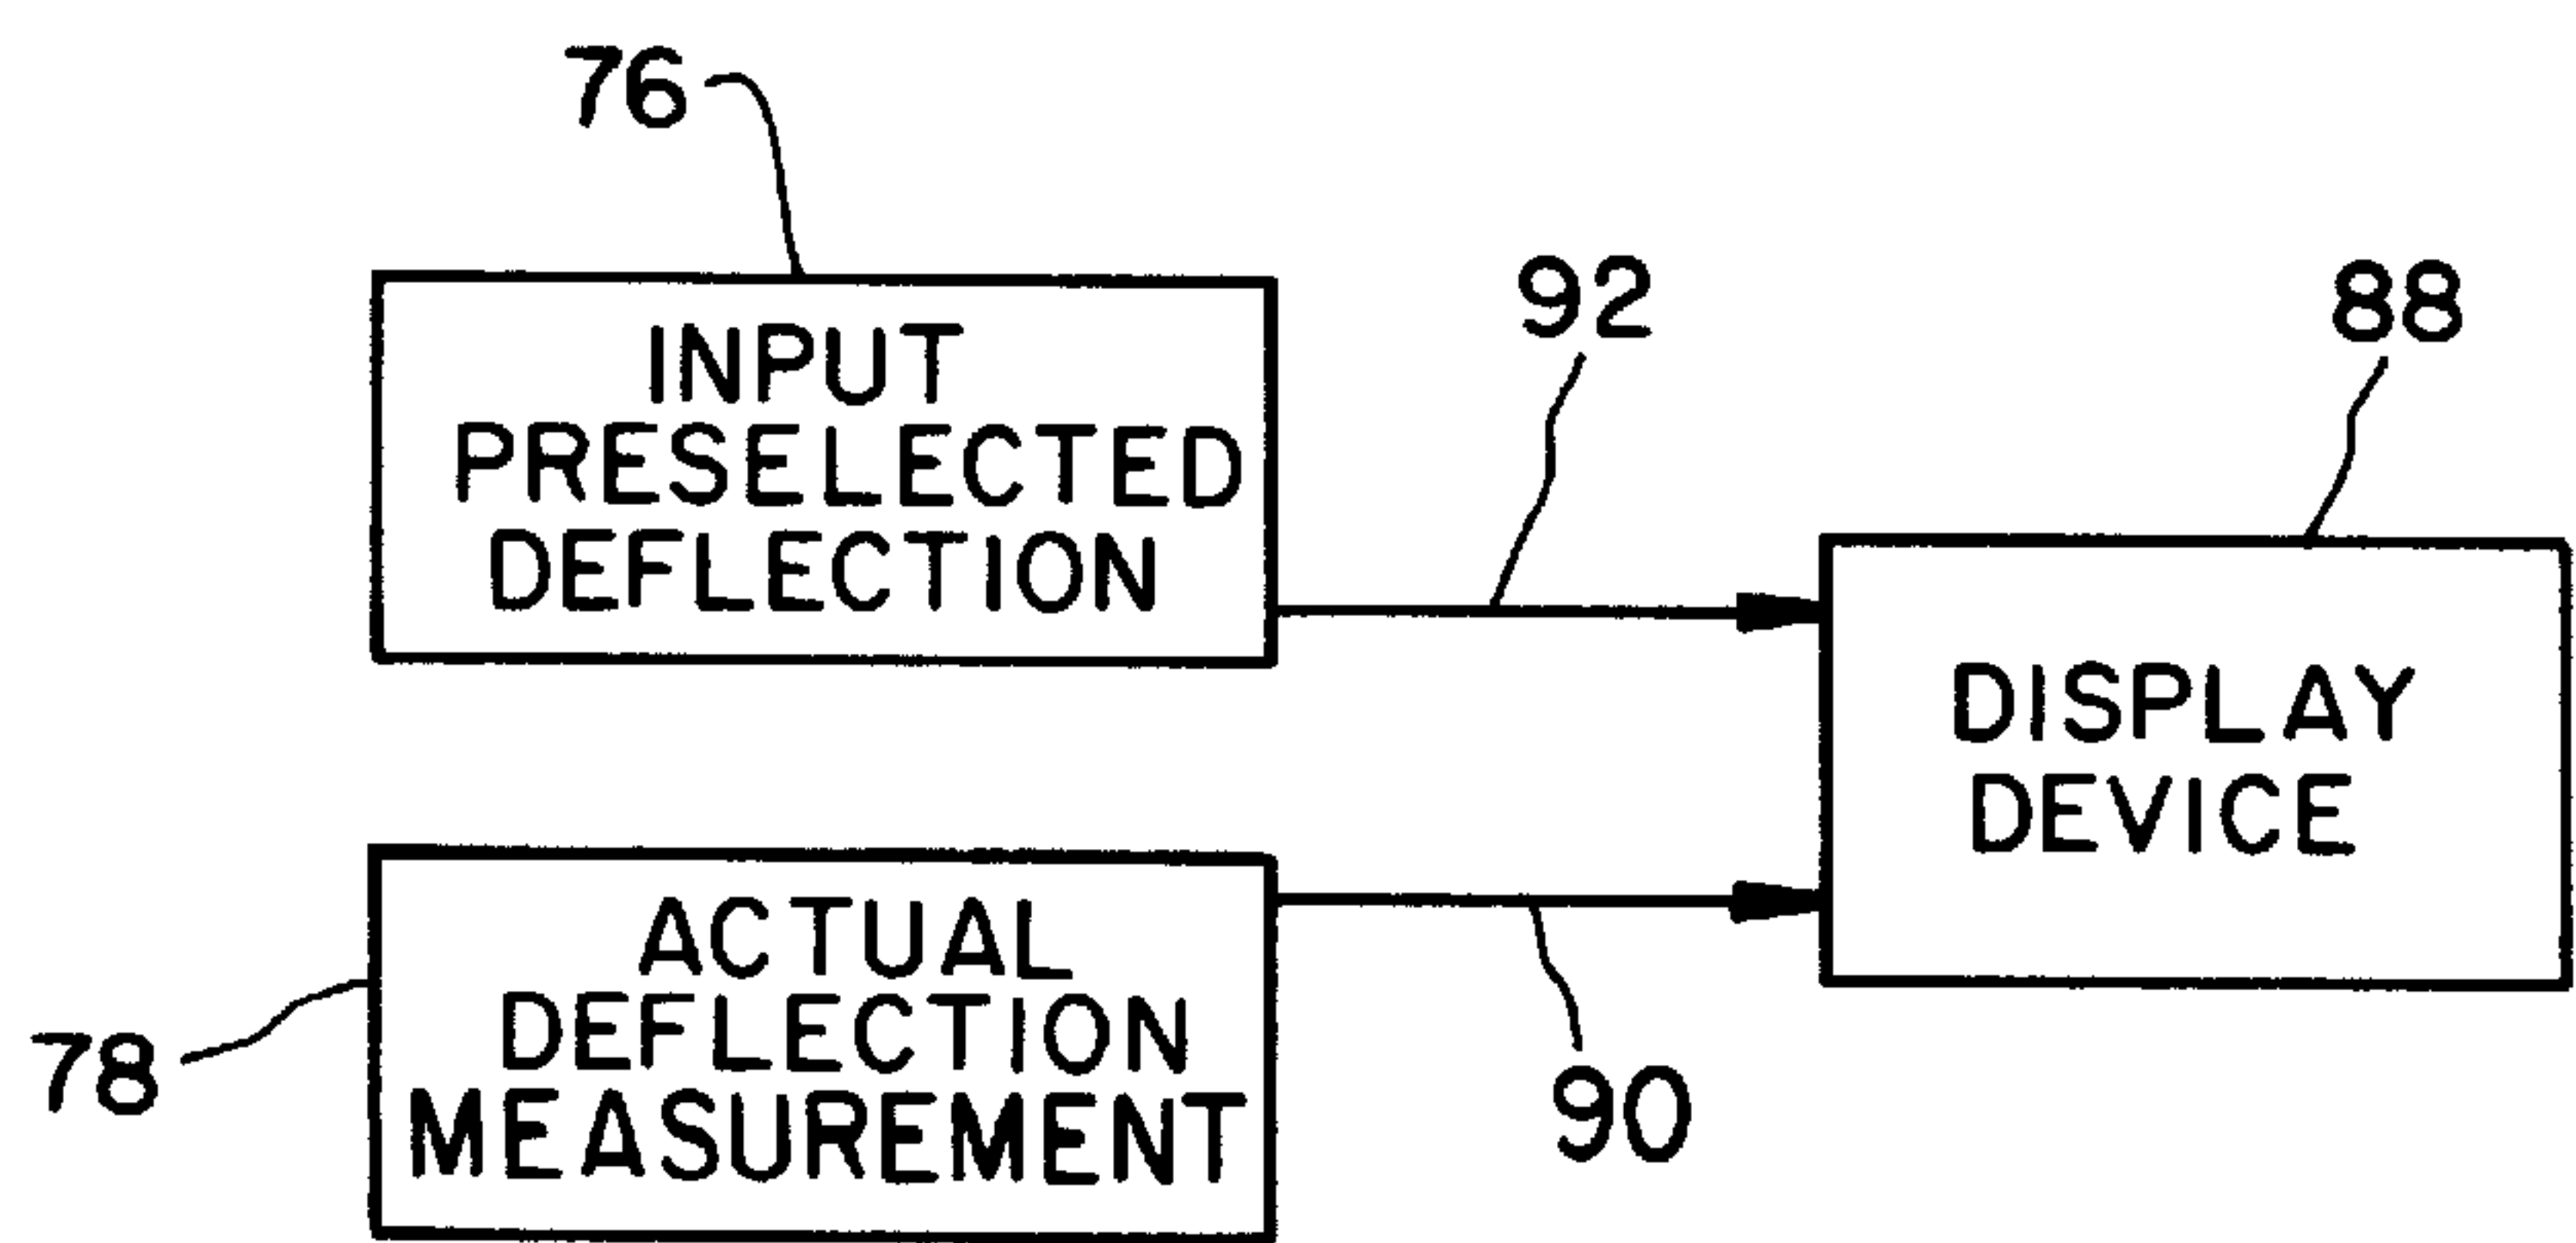 76
INPUT
PRESELECTED
DEFLECTION
92
88
DISPLAY
DEVICE
ACTUAL
DEFLECTION
MEASUREMENT
78
90